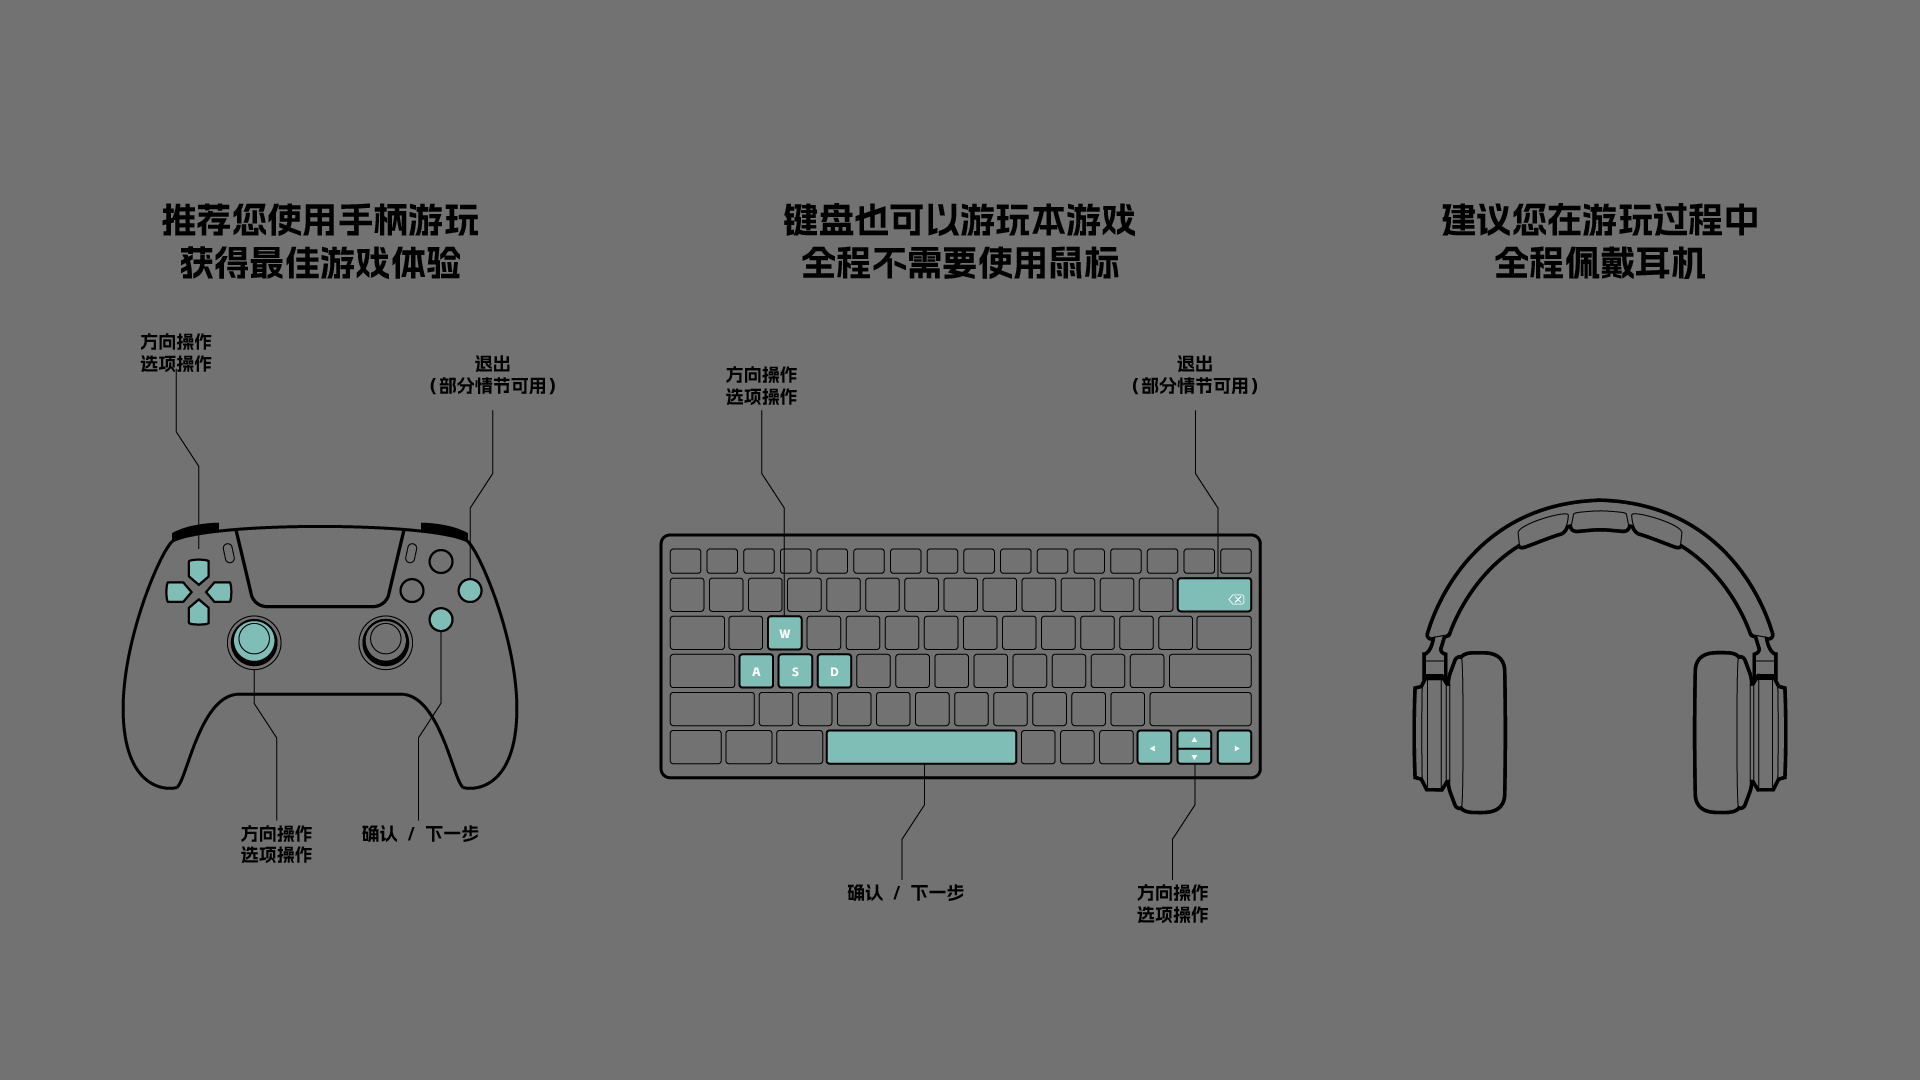 推荐您使用手柄游玩
获得最佳游戏体验
方向操作
选项操作
退出
(部分情节可用)
方向操作
选项操作
确认 / 下一步
键盘也可以游玩本游戏
全程不需要使用鼠标
方向操作
选项操作
退出
(部分情节可用)
W
A S D
确认 / 下一步
方向操作
选项操作
建议您在游玩过程中
全程佩戴耳机